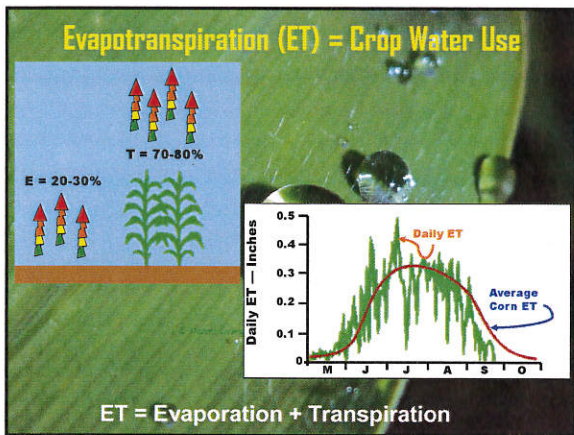 Evapotranspiration (ET) = Crop Water Use
T = 70-80%
E = 20-30%
0.5
0.4
0.3
0.2
0.1
0
Daily ET — Inches
Daily ET
Average
Corn ET
M J J A S O
ET = Evaporation + Transpiration